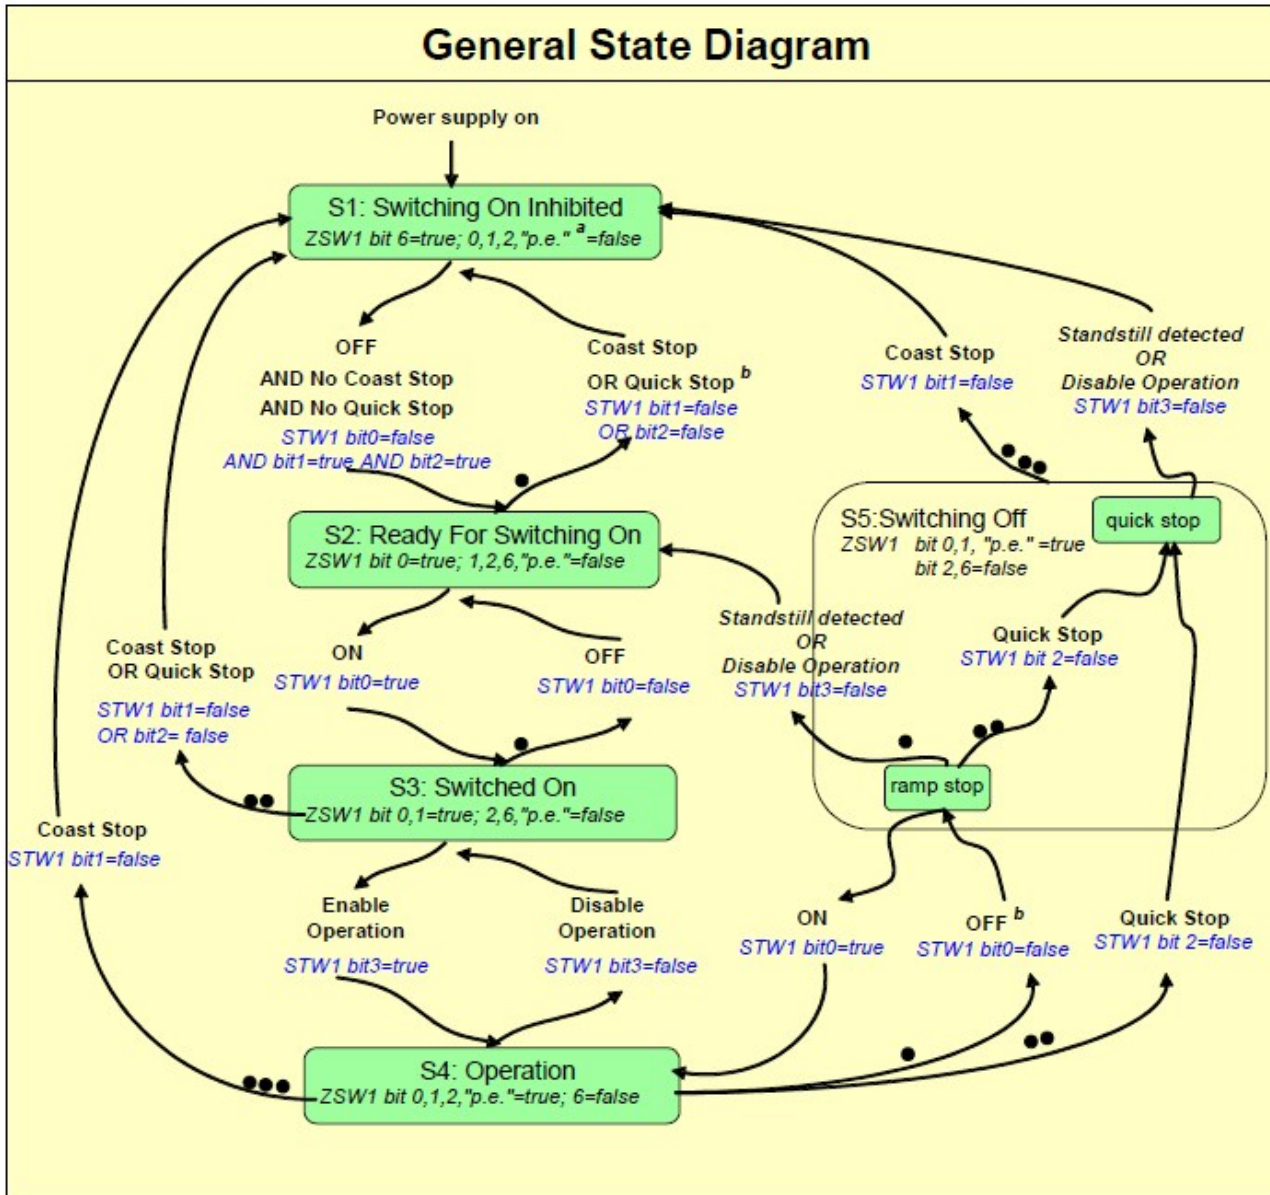 General State Diagram
Power supply on
S1: Switching On Inhibited
ZSW1 bit 6=true; 0,1,2,"p.e." a =false
OFF
AND No Coast Stop
AND No Quick Stop
STW1 bit0=false
AND bit1=true AND bit2=true
Coast Stop
OR Quick Stop b
STW1 bit1=false
OR bit2=false
Coast Stop
STW1 bit1=false
Standstill detected
OR
Disable Operation
STW1 bit3=false
S2: Ready For Switching On
ZSW1 bit 0=true; 1,2,6,"p.e."=false
S5:Switching Off
ZSW1 bit 0,1, "p.e." =true
bit 2,6=false
quick stop
Coast Stop
OR Quick Stop
STW1 bit1=false
OR bit2= false
ON
STW1 bit0=true
OFF
STW1 bit0=false
Standstill detected
OR
Disable Operation
STW1 bit3=false
Quick Stop
STW1 bit 2=false
S3: Switched On
ZSW1 bit 0,1=true; 2,6,"p.e."=false
ramp stop
Coast Stop
STW1 bit1=false
Enable
Operation
STW1 bit3=true
Disable
Operation
STW1 bit3=false
ON
STW1 bit0=true
OFF b
STW1 bit0=false
Quick Stop
STW1 bit 2=false
S4: Operation
ZSW1 bit 0,1,2,"p.e."=true; 6=false